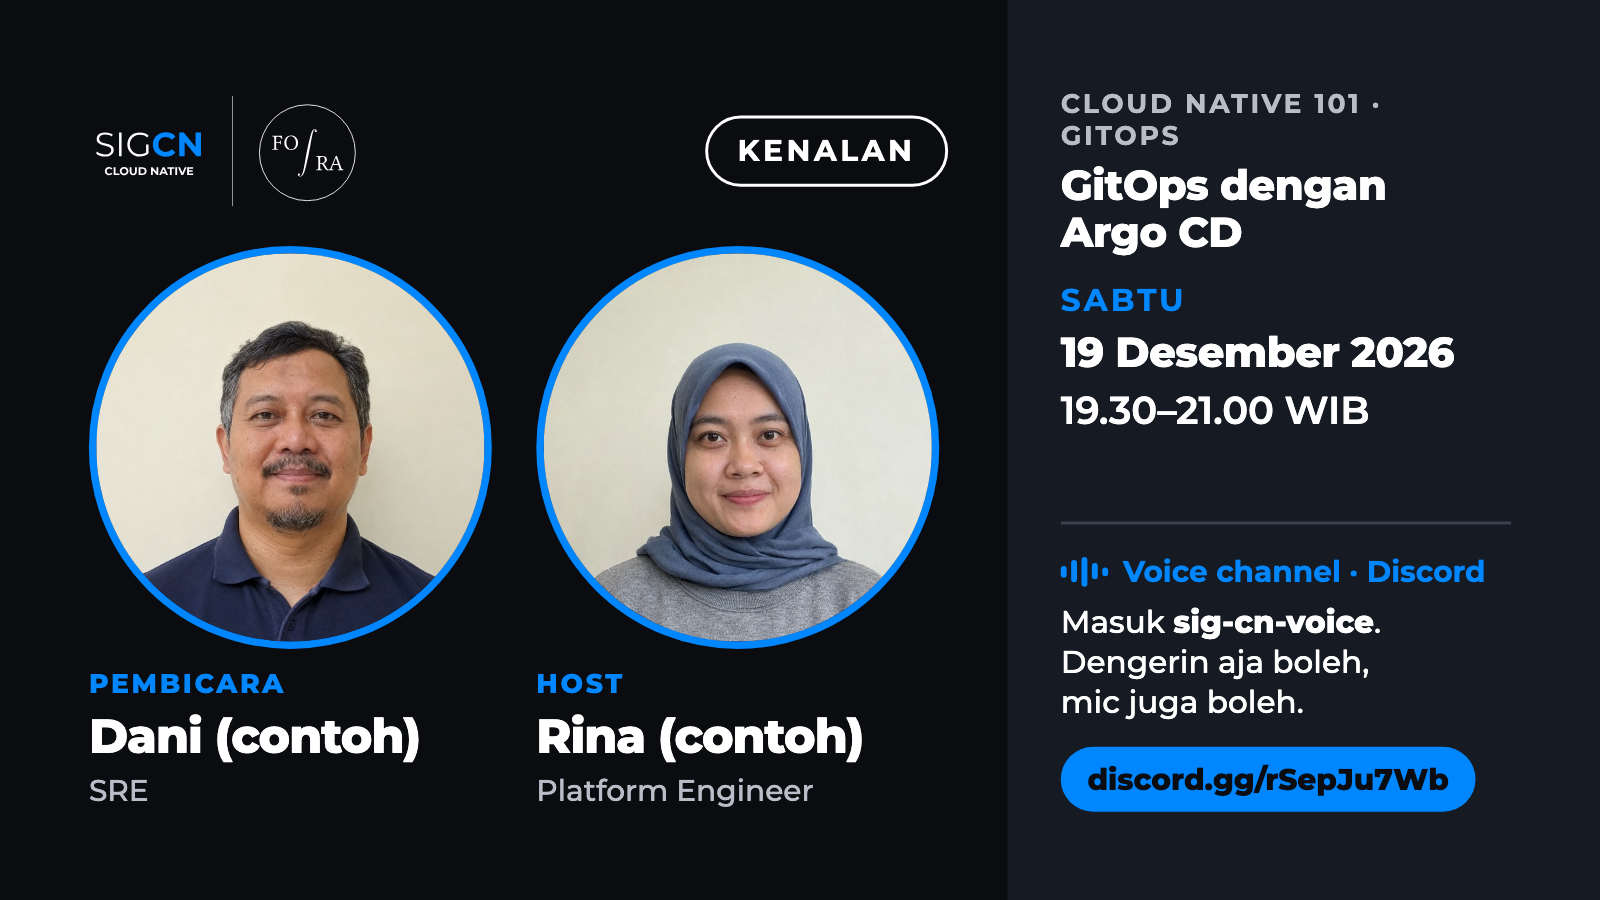 SIGCN
CLOUD NATIVE
FO
RA
KENALAN
PEMBICARA
Dani (contoh)
SRE
HOST
Rina (contoh)
Platform Engineer
CLOUD NATIVE 101 ·
GITOPS
GitOps dengan
Argo CD
SABTU
19 Desember 2026
19.30–21.00 WIB
Voice channel · Discord
Masuk sig-cn-voice.
Dengerin aja boleh,
mic juga boleh.
discord.gg/rSepJu7Wb